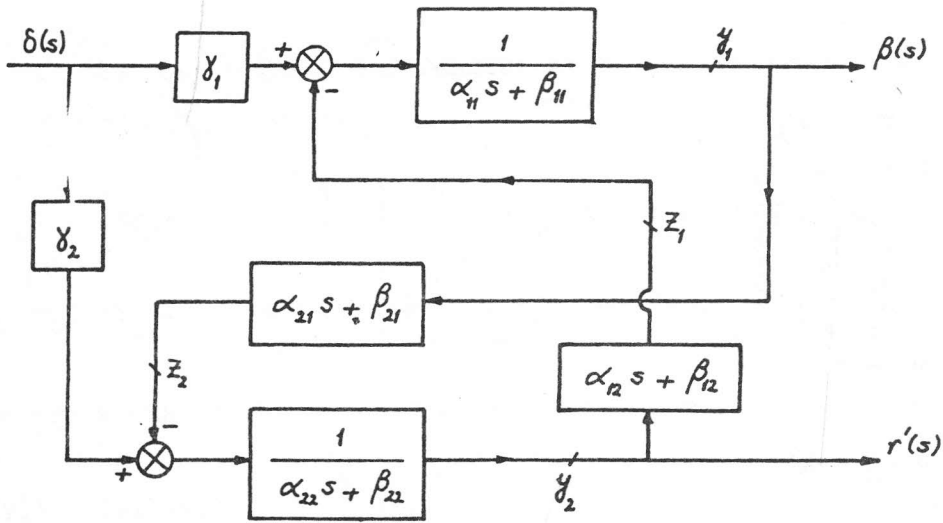 δ(s)
γ₁
+
-
1
α₁₁ s + β₁₁
y₁
β(s)
γ₂
z₁
α₂₁ s + β₂₁
z₂
α₁₂ s + β₁₂
-
+
1
α₂₂ s + β₂₂
y₂
r'(s)